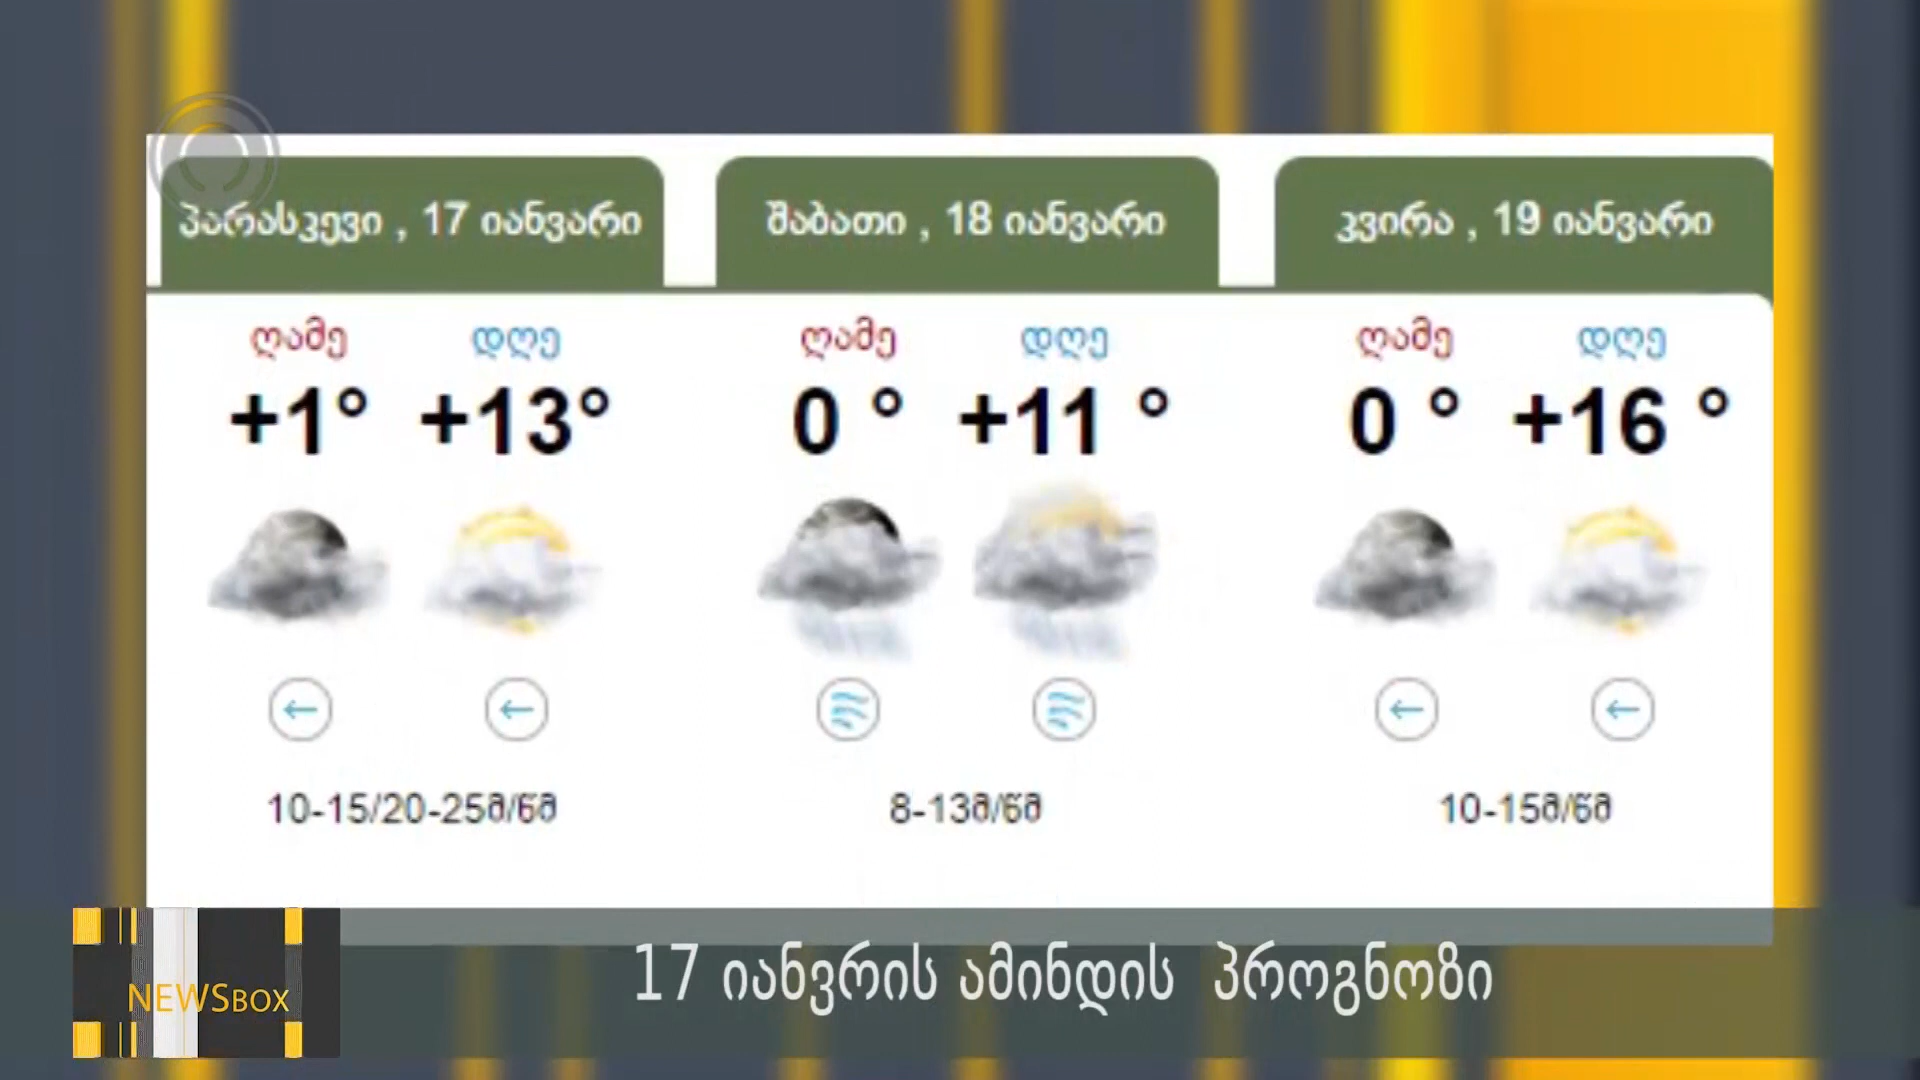 პარასკევი , 17 იანვარი
შაბათი , 18 იანვარი
კვირა , 19 იანვარი
ღამე დღე
+1° +13°
ღამე დღე
0 ° +11 °
ღამე დღე
0 ° +16 °
10-15/20-25მ/წმ
8-13მ/წმ
10-15მ/წმ
NEWSBOX
17 იანვრის ამინდის პროგნოზი